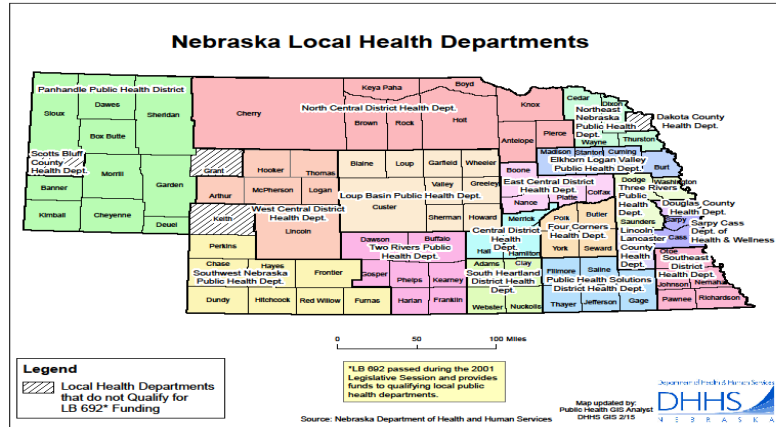 Nebraska Local Health Departments
Panhandle Public Health District
Sioux
Dawes
Sheridan
Box Butte
Scotts Bluff
County
Health Dept.
Morrill
Banner
Garden
Kimball
Cheyenne
Deuel
Cherry
Keya Paha
Boyd
North Central District Health Dept.
Brown
Rock
Holt
Knox
Antelope
Pierce
Cedar
Dixon
Northeast
Nebraska
Public Health
Dept.
Wayne
Thurston
Dakota County
Health Dept.
Madison
Stanton
Cuming
Elkhorn Logan Valley
Public Health Dept.
Burt
Grant
Hooker
Thomas
Arthur
McPherson
Logan
Keith
West Central District
Health Dept.
Lincoln
Blaine
Loup
Garfield
Wheeler
Custer
Valley
Greeley
Loup Basin Public Health Dept.
Sherman
Howard
Boone
East Central District
Health Dept.
Platte
Colfax
Nance
Merrick
Central District
Health
Dept.
Hall
Hamilton
Polk
Butler
Four Corners
Health Dept.
York
Seward
Dodge
Washington
Three Rivers
Public
Health
Dept.
Saunders
Douglas County
Health Dept.
Sarpy
Cass
Sarpy Cass
Dept. of
Health & Wellness
Lincoln
Lancaster
County
Health
Dept.
Otoe
Southeast
District
Health Dept.
Johnson
Nemaha
Pawnee
Richardson
Perkins
Chase
Hayes
Frontier
Southwest Nebraska
Public Health Dept.
Dundy
Hitchcock
Red Willow
Furnas
Dawson
Buffalo
Two Rivers Public
Health Dept.
Gosper
Phelps
Kearney
Harlan
Franklin
Adams
Clay
South Heartland
District Health Dept.
Webster
Nuckolls
Fillmore
Saline
Public Health Solutions
District Health Dept.
Thayer
Jefferson
Gage
0
50
100 Miles
Legend
Local Health Departments
that do not Qualify for
LB 692* Funding
*LB 692 passed during the 2001
Legislative Session and provides
funds to qualifying local public
health departments.
Source: Nebraska Department of Health and Human Services
Map updated by:
Public Health GIS Analyst
DHHS GIS 2/15
Department of Health & Human Services
DHHS
NEBRASKA